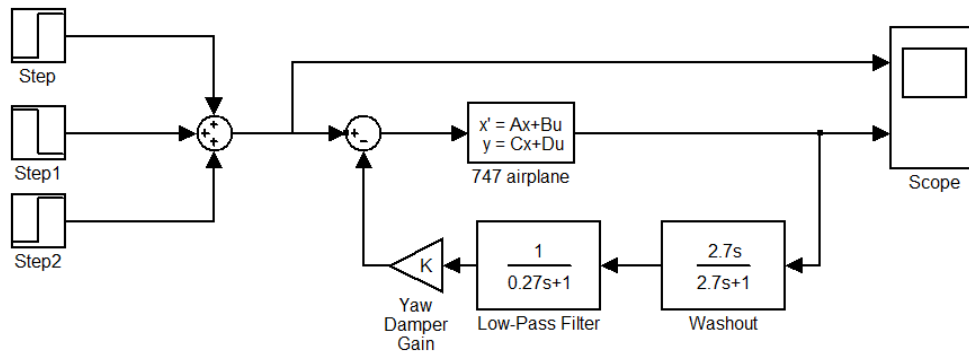 Step
Step1
Step2
+
+
+
+
-
x' = Ax+Bu
y = Cx+Du
747 airplane
Scope
K
Yaw
Damper
Gain
1
0.27s+1
Low-Pass Filter
2.7s
2.7s+1
Washout